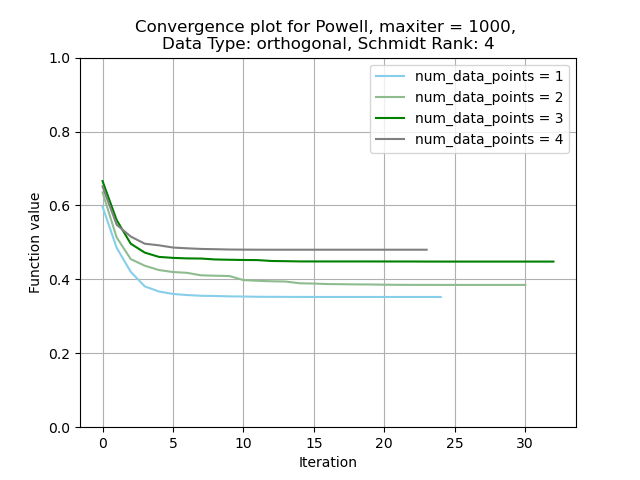 Convergence plot for Powell, maxiter = 1000,
Data Type: orthogonal, Schmidt Rank: 4
num_data_points = 1
num_data_points = 2
num_data_points = 3
num_data_points = 4
Function value
1.0
0.8
0.6
0.4
0.2
0.0
0 5 10 15 20 25 30
Iteration